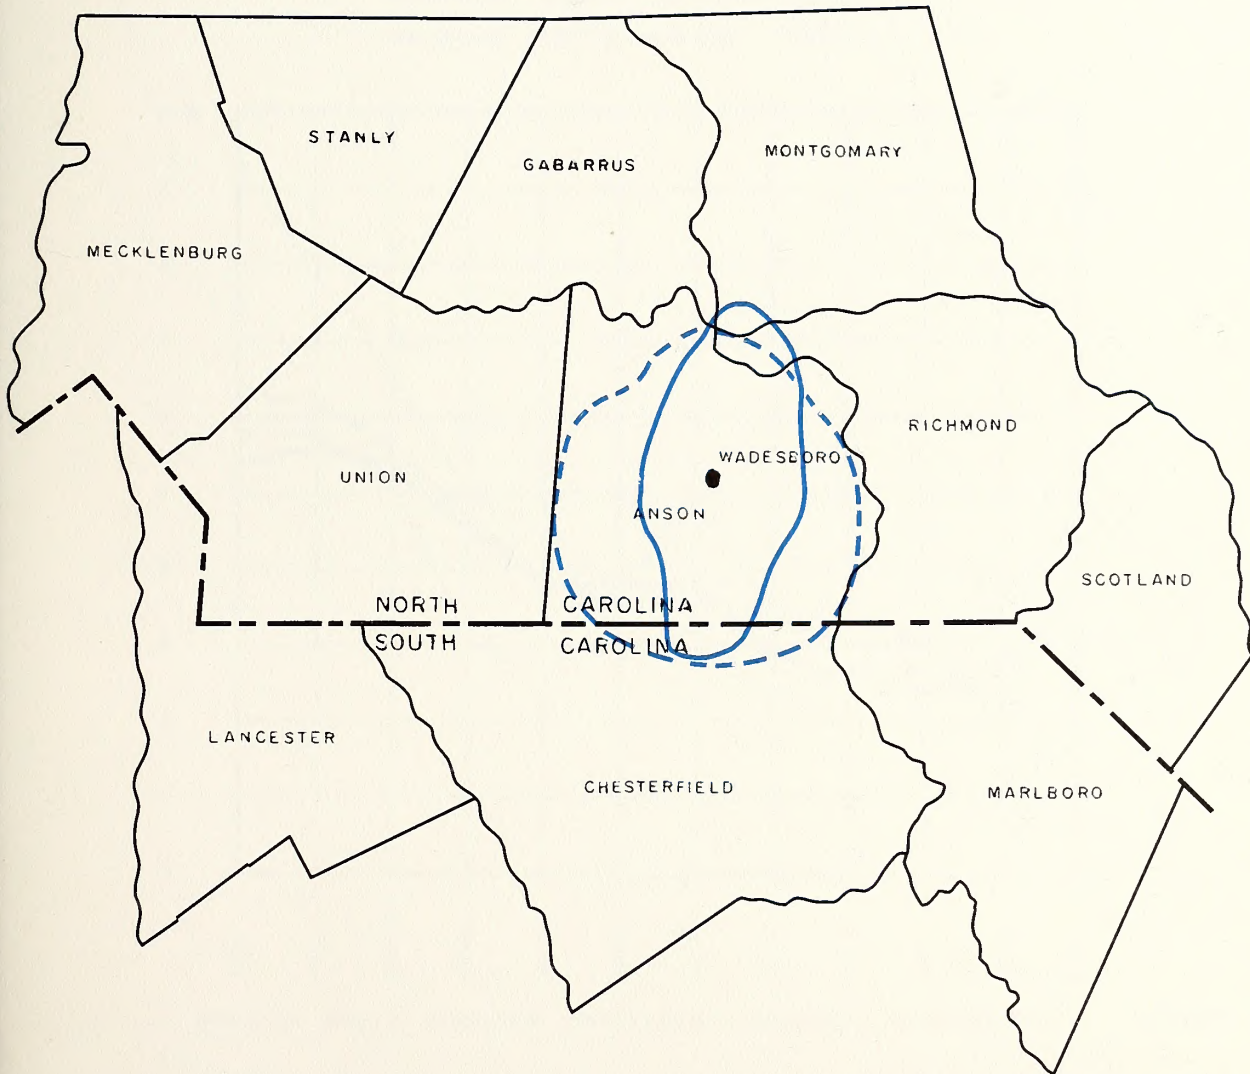 STANLY
GABARRUS
MONTGOMARY
MECKLENBURG
RICHMOND
WADESBORO
UNION
ANSON
SCOTLAND
NORTH CAROLINA
SOUTH CAROLINA
LANCESTER
CHESTERFIELD
MARLBORO